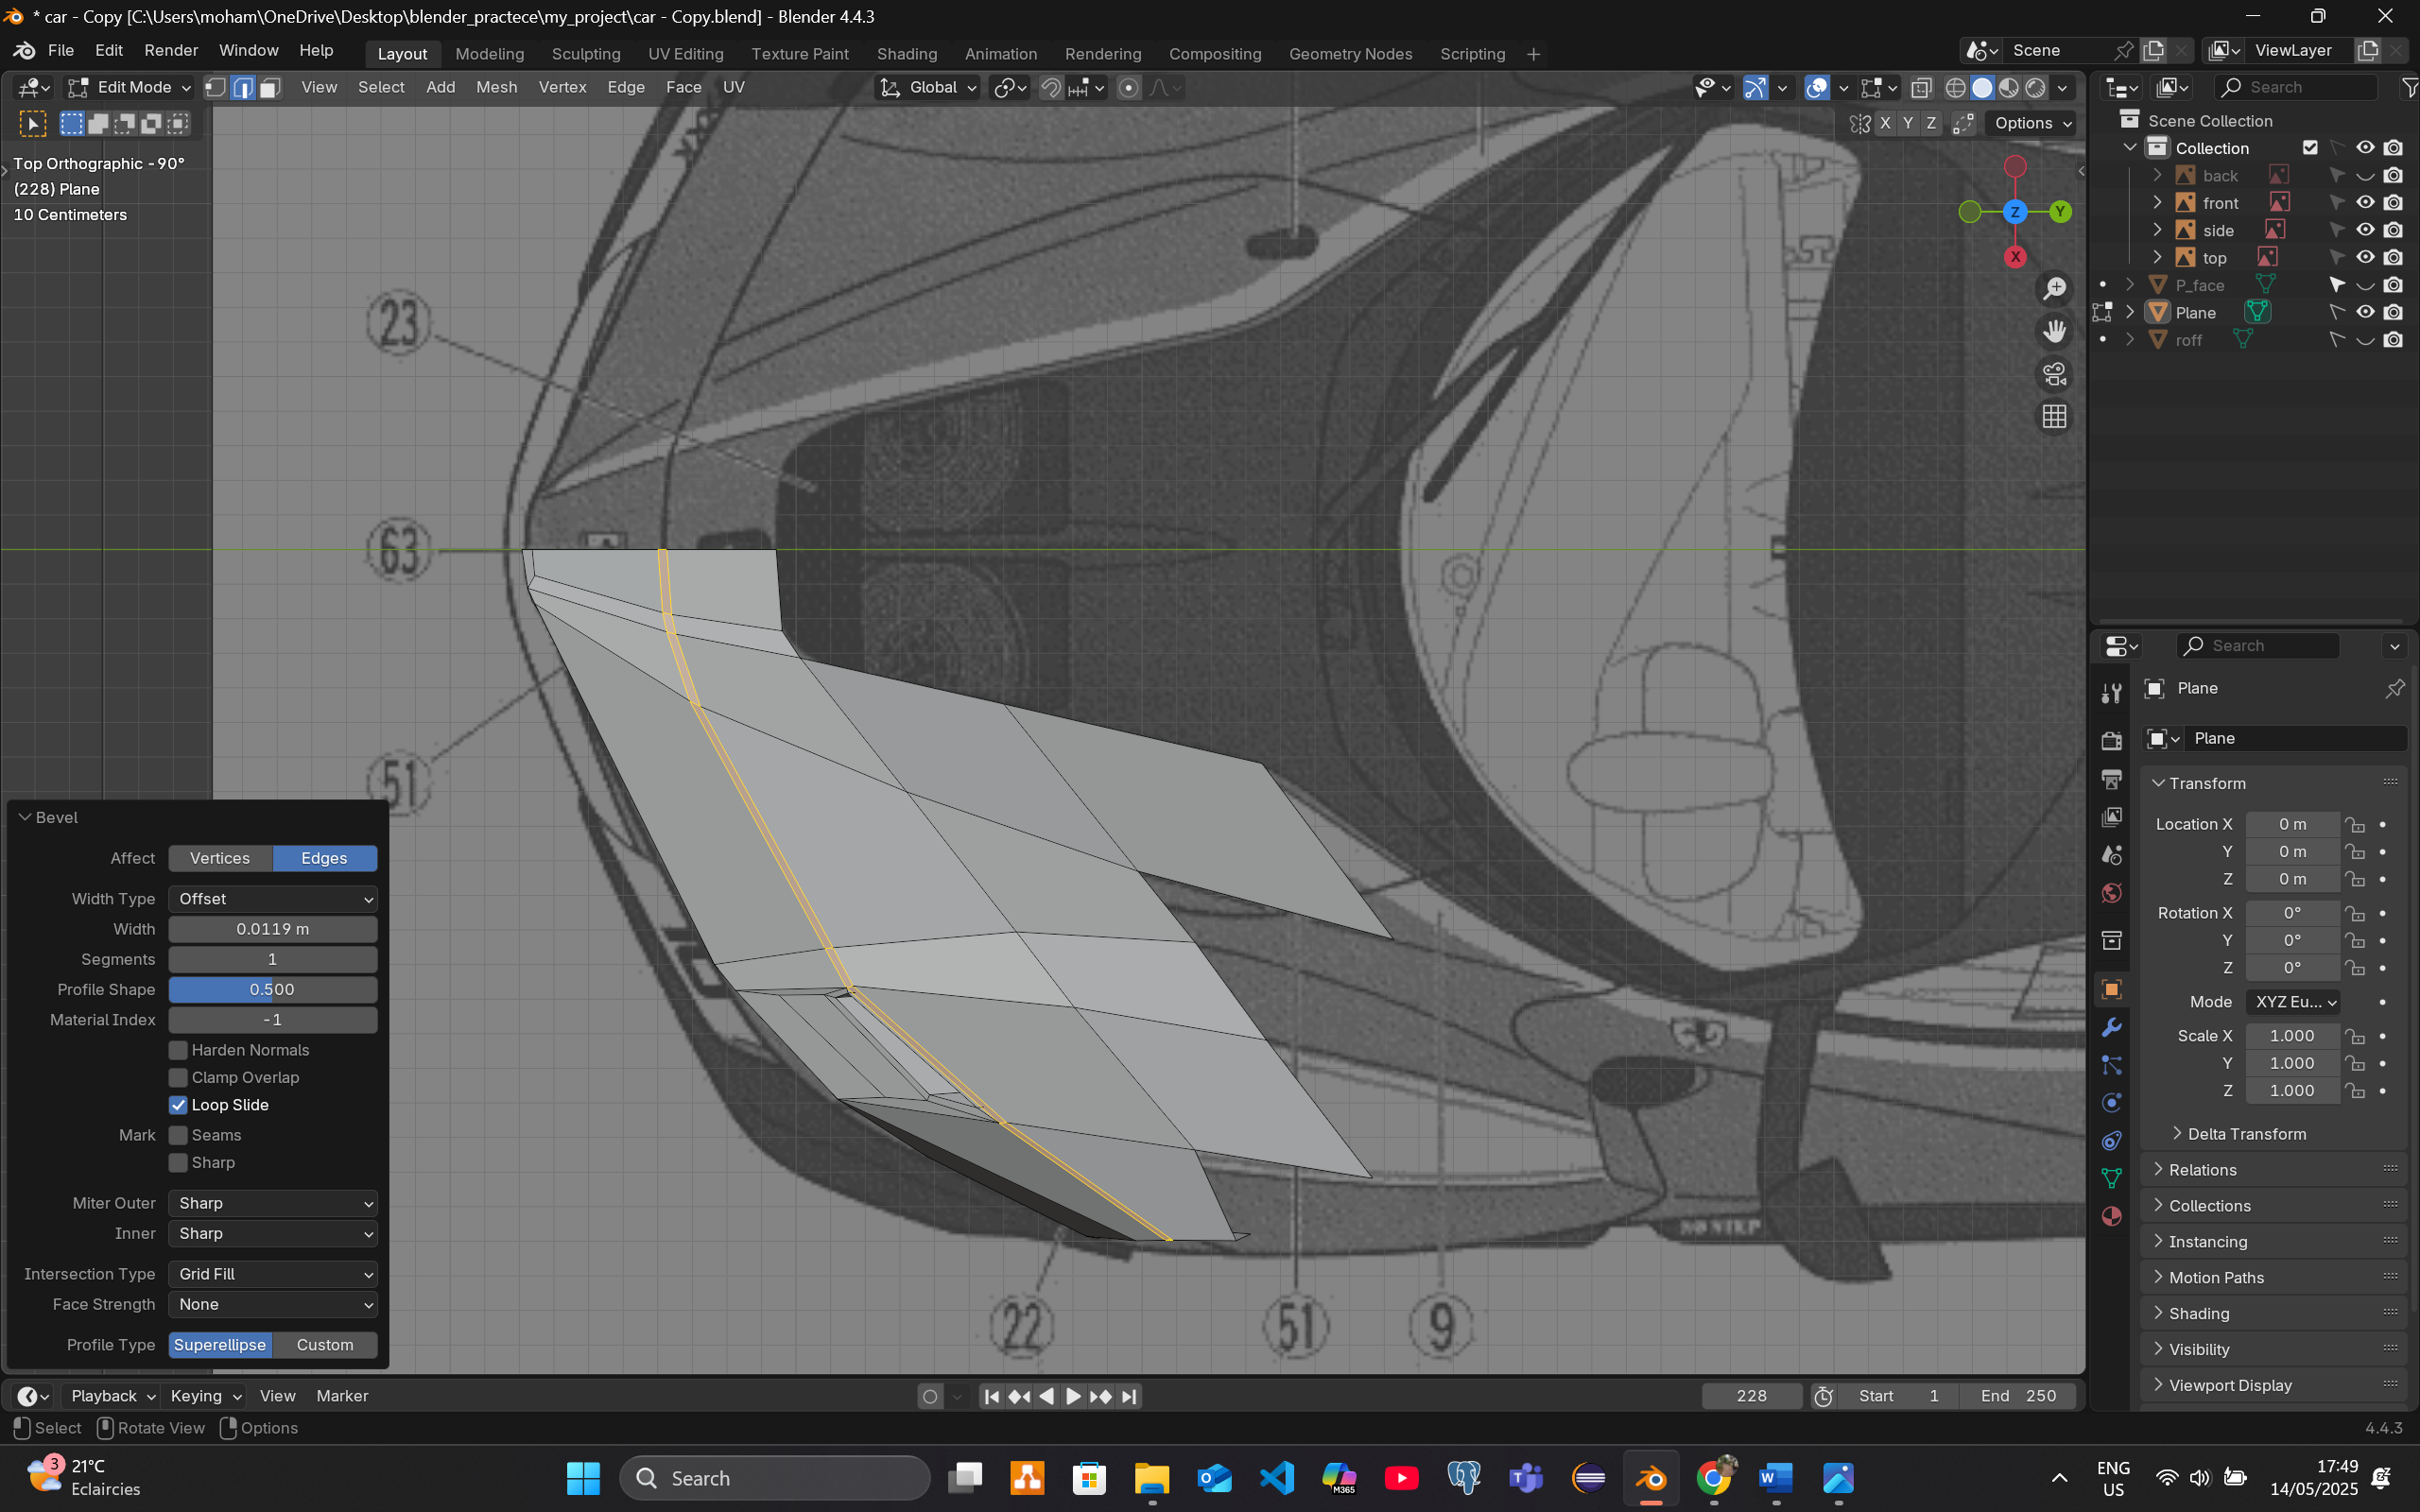 * car - Copy [C:\Users\moham\OneDrive\Desktop\blender_practece\my_project\car - Copy.blend] - Blender 4.4.3
File Edit Render Window Help Layout Modeling Sculpting UV Editing Texture Paint Shading Animation Rendering Compositing Geometry Nodes Scripting + Scene ViewLayer
Edit Mode View Select Add Mesh Vertex Edge Face UV Global Search
X Y Z Options
Scene Collection
Collection
back
front
side
top
P_face
Plane
roff
Top Orthographic -90°
(228) Plane
10 Centimeters
Z Y
X
23
63
51
22 51 9
NO STEP
Bevel
Affect Vertices Edges
Width Type Offset
Width 0.0119 m
Segments 1
Profile Shape 0.500
Material Index -1
Harden Normals
Clamp Overlap
Loop Slide
Mark Seams
Sharp
Miter Outer Sharp
Inner Sharp
Intersection Type Grid Fill
Face Strength None
Profile Type Superellipse Custom
Search
Plane
Plane
Transform
Location X 0 m
Y 0 m
Z 0 m
Rotation X 0°
Y 0°
Z 0°
Mode XYZ Eu...
Scale X 1.000
Y 1.000
Z 1.000
Delta Transform
Relations
Collections
Instancing
Motion Paths
Shading
Visibility
Viewport Display
Playback Keying View Marker 228 Start 1 End 250
Select Rotate View Options 4.4.3
3 21°C
Eclaircies
Search
M365
ENG
US
17:49
14/05/2025